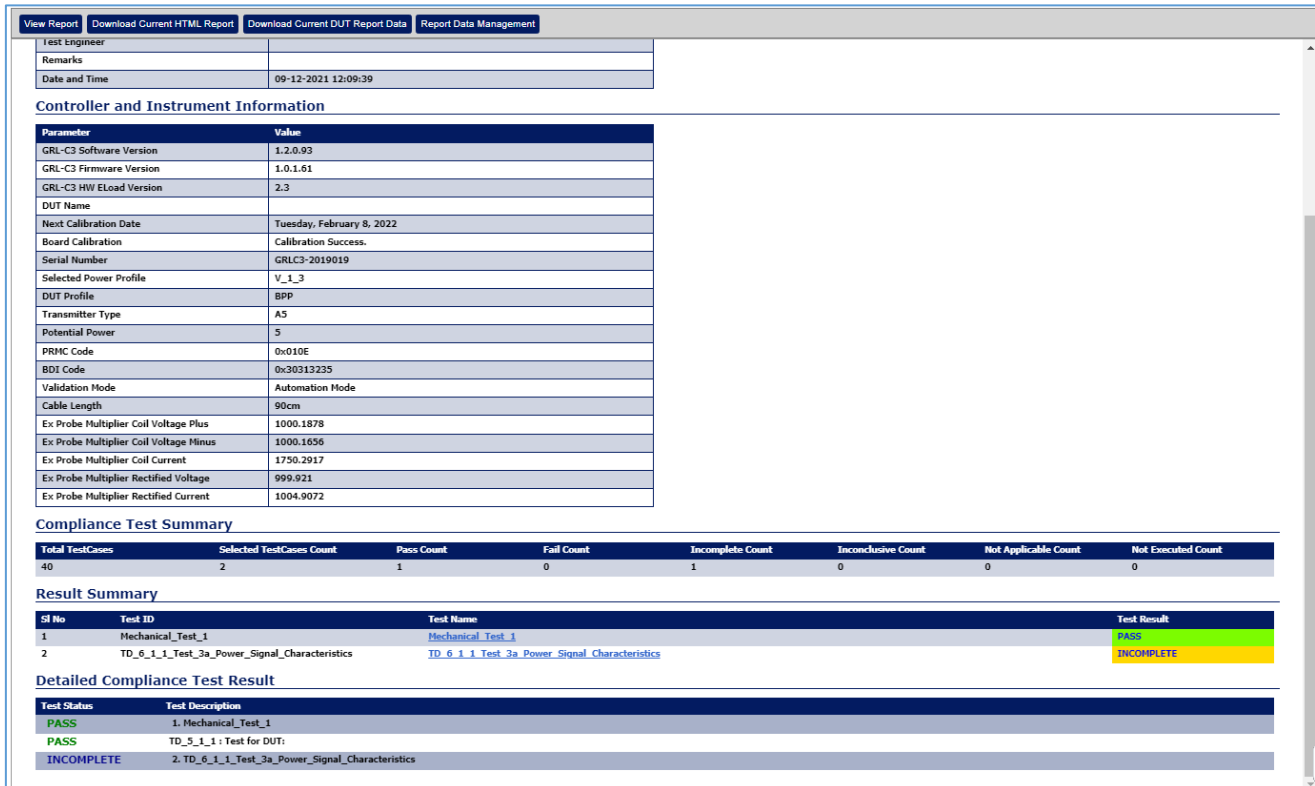 View Report Download Current HTML Report Download Current DUT Report Data Report Data Management
Test Engineer
Remarks
Date and Time 09-12-2021 12:09:39
Controller and Instrument Information
Parameter Value
GRL-C3 Software Version 1.2.0.93
GRL-C3 Firmware Version 1.0.1.61
GRL-C3 HW ELoad Version 2.3
DUT Name
Next Calibration Date Tuesday, February 8, 2022
Board Calibration Calibration Success.
Serial Number GRLC3-2019019
Selected Power Profile V_1_3
DUT Profile BPP
Transmitter Type A5
Potential Power 5
PRMC Code 0x010E
BDI Code 0x30313235
Validation Mode Automation Mode
Cable Length 90cm
Ex Probe Multiplier Coil Voltage Plus 1000.1878
Ex Probe Multiplier Coil Voltage Minus 1000.1656
Ex Probe Multiplier Coil Current 1750.2917
Ex Probe Multiplier Rectified Voltage 999.921
Ex Probe Multiplier Rectified Current 1004.9072
Compliance Test Summary
Total TestCases Selected TestCases Count Pass Count Fail Count Incomplete Count Inconclusive Count Not Applicable Count Not Executed Count
40 2 1 0 1 0 0 0
Result Summary
Sl No Test ID Test Name Test Result
1 Mechanical_Test_1 Mechanical_Test_1 PASS
2 TD_6_1_1_Test_3a_Power_Signal_Characteristics TD_6_1_1_Test_3a_Power_Signal_Characteristics INCOMPLETE
Detailed Compliance Test Result
Test Status Test Description
PASS 1. Mechanical_Test_1
PASS TD_5_1_1 : Test for DUT:
INCOMPLETE 2. TD_6_1_1_Test_3a_Power_Signal_Characteristics